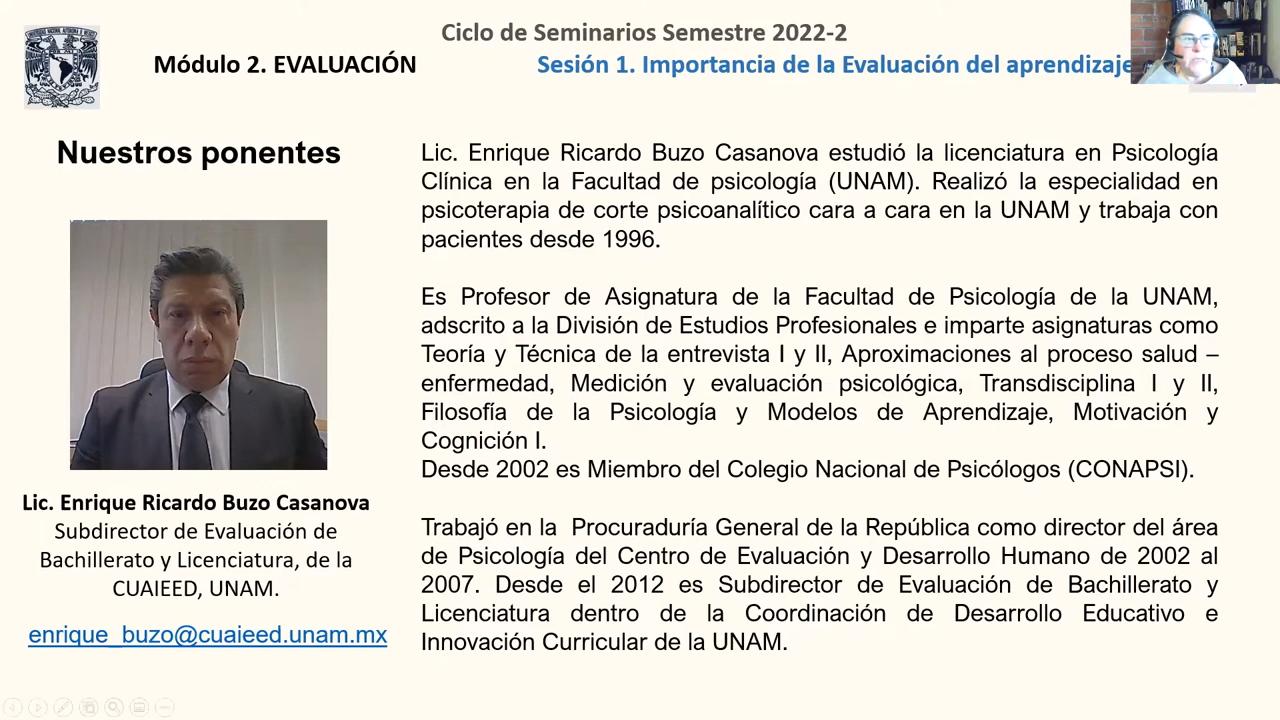 Ciclo de Seminarios Semestre 2022-2
Módulo 2. EVALUACIÓN
Sesión 1. Importancia de la Evaluación del aprendizaje
Nuestros ponentes
Lic. Enrique Ricardo Buzo Casanova
Subdirector de Evaluación de
Bachillerato y Licenciatura, de la
CUAIEED, UNAM.
enrique_buzo@cuaieed.unam.mx
Lic. Enrique Ricardo Buzo Casanova estudió la licenciatura en Psicología
Clínica en la Facultad de psicología (UNAM). Realizó la especialidad en
psicoterapia de corte psicoanalítico cara a cara en la UNAM y trabaja con
pacientes desde 1996.
Es Profesor de Asignatura de la Facultad de Psicología de la UNAM,
adscrito a la División de Estudios Profesionales e imparte asignaturas como
Teoría y Técnica de la entrevista I y II, Aproximaciones al proceso salud –
enfermedad, Medición y evaluación psicológica, Transdisciplina I y II,
Filosofía de la Psicología y Modelos de Aprendizaje, Motivación y
Cognición I.
Desde 2002 es Miembro del Colegio Nacional de Psicólogos (CONAPSI).
Trabajó en la Procuraduría General de la República como director del área
de Psicología del Centro de Evaluación y Desarrollo Humano de 2002 al
2007. Desde el 2012 es Subdirector de Evaluación de Bachillerato y
Licenciatura dentro de la Coordinación de Desarrollo Educativo e
Innovación Curricular de la UNAM.